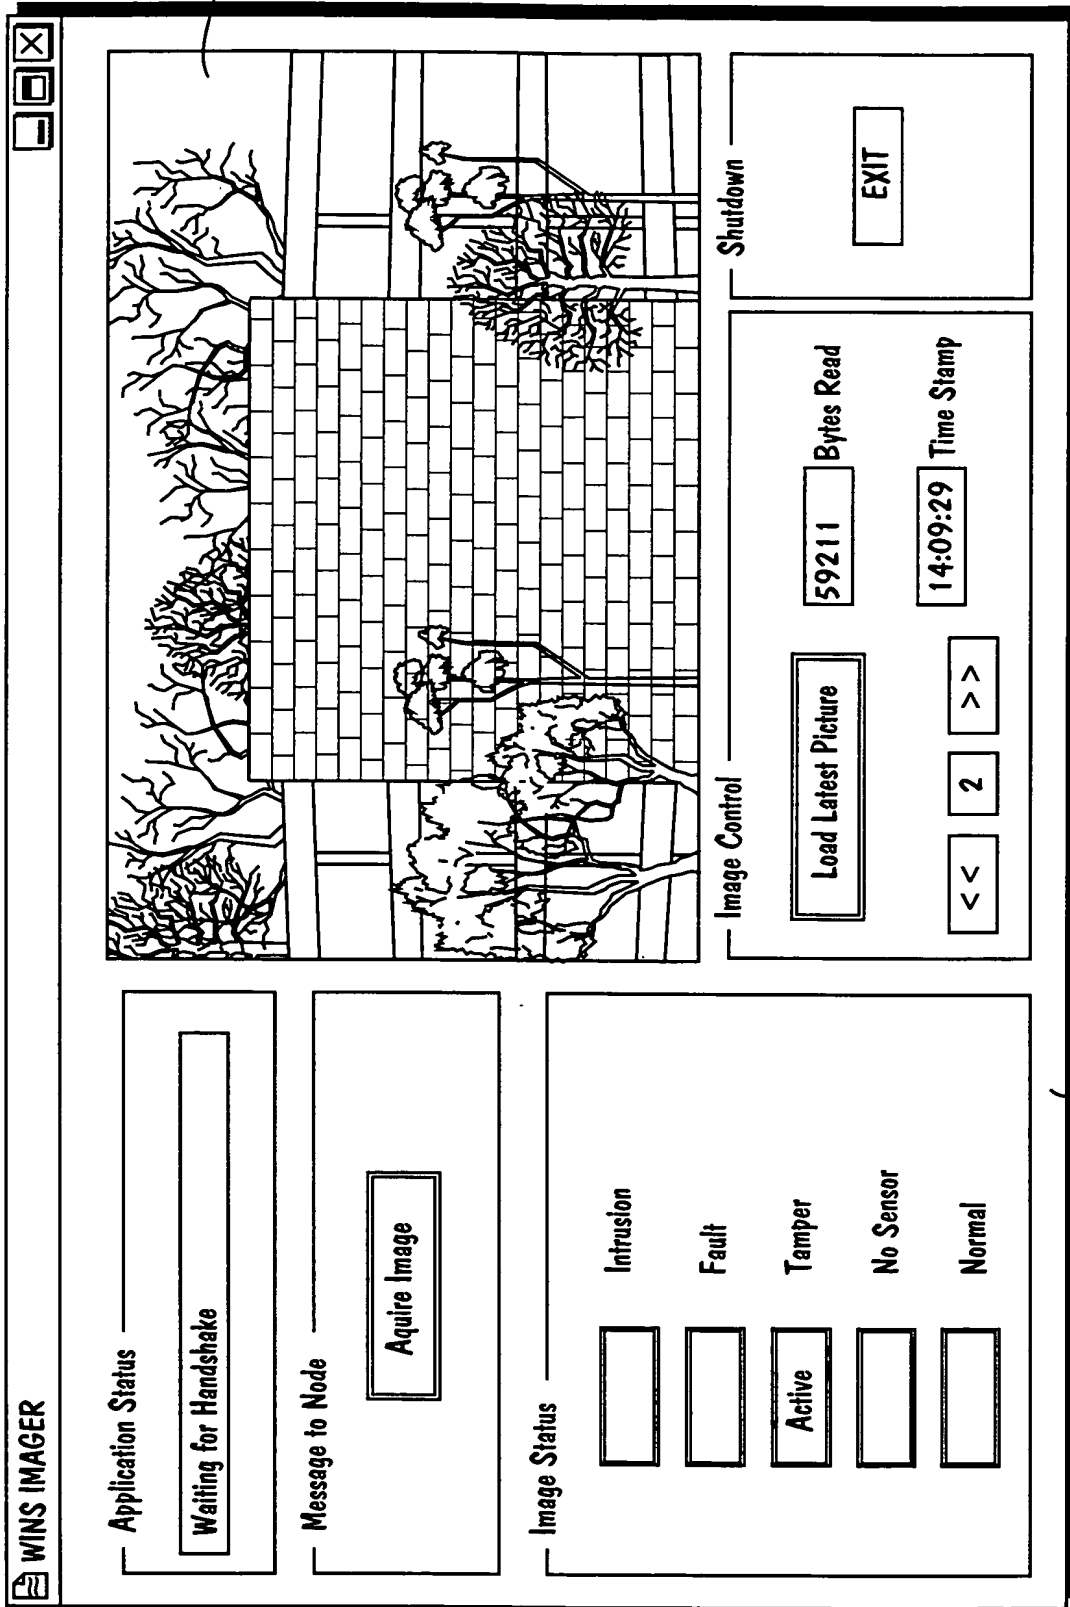 WINS IMAGER
Application Status
Waiting for Handshake
Message to Node
Aquire Image
Image Status
Intrusion
Fault
Active Tamper
No Sensor
Normal
Image Control
Load Latest Picture
59211 Bytes Read
<< 2 >>
14:09:29 Time Stamp
Shutdown
EXIT